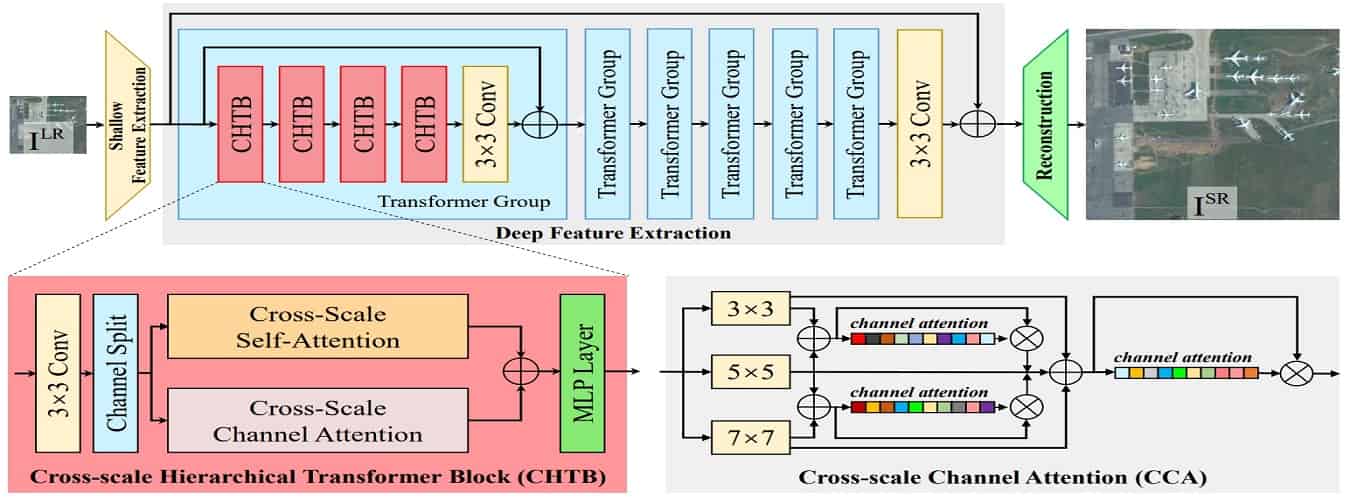 I^LR
Shallow
Feature Extraction
CHTB
CHTB
CHTB
CHTB
3×3 Conv
Transformer Group
Transformer Group
Transformer Group
Transformer Group
Transformer Group
Transformer Group
3×3 Conv
Deep Feature Extraction
Reconstruction
I^SR
3×3 Conv
Channel Split
Cross-Scale
Self-Attention
Cross-Scale
Channel Attention
MLP Layer
Cross-scale Hierarchical Transformer Block (CHTB)
3×3
5×5
7×7
channel attention
channel attention
channel attention
Cross-scale Channel Attention (CCA)